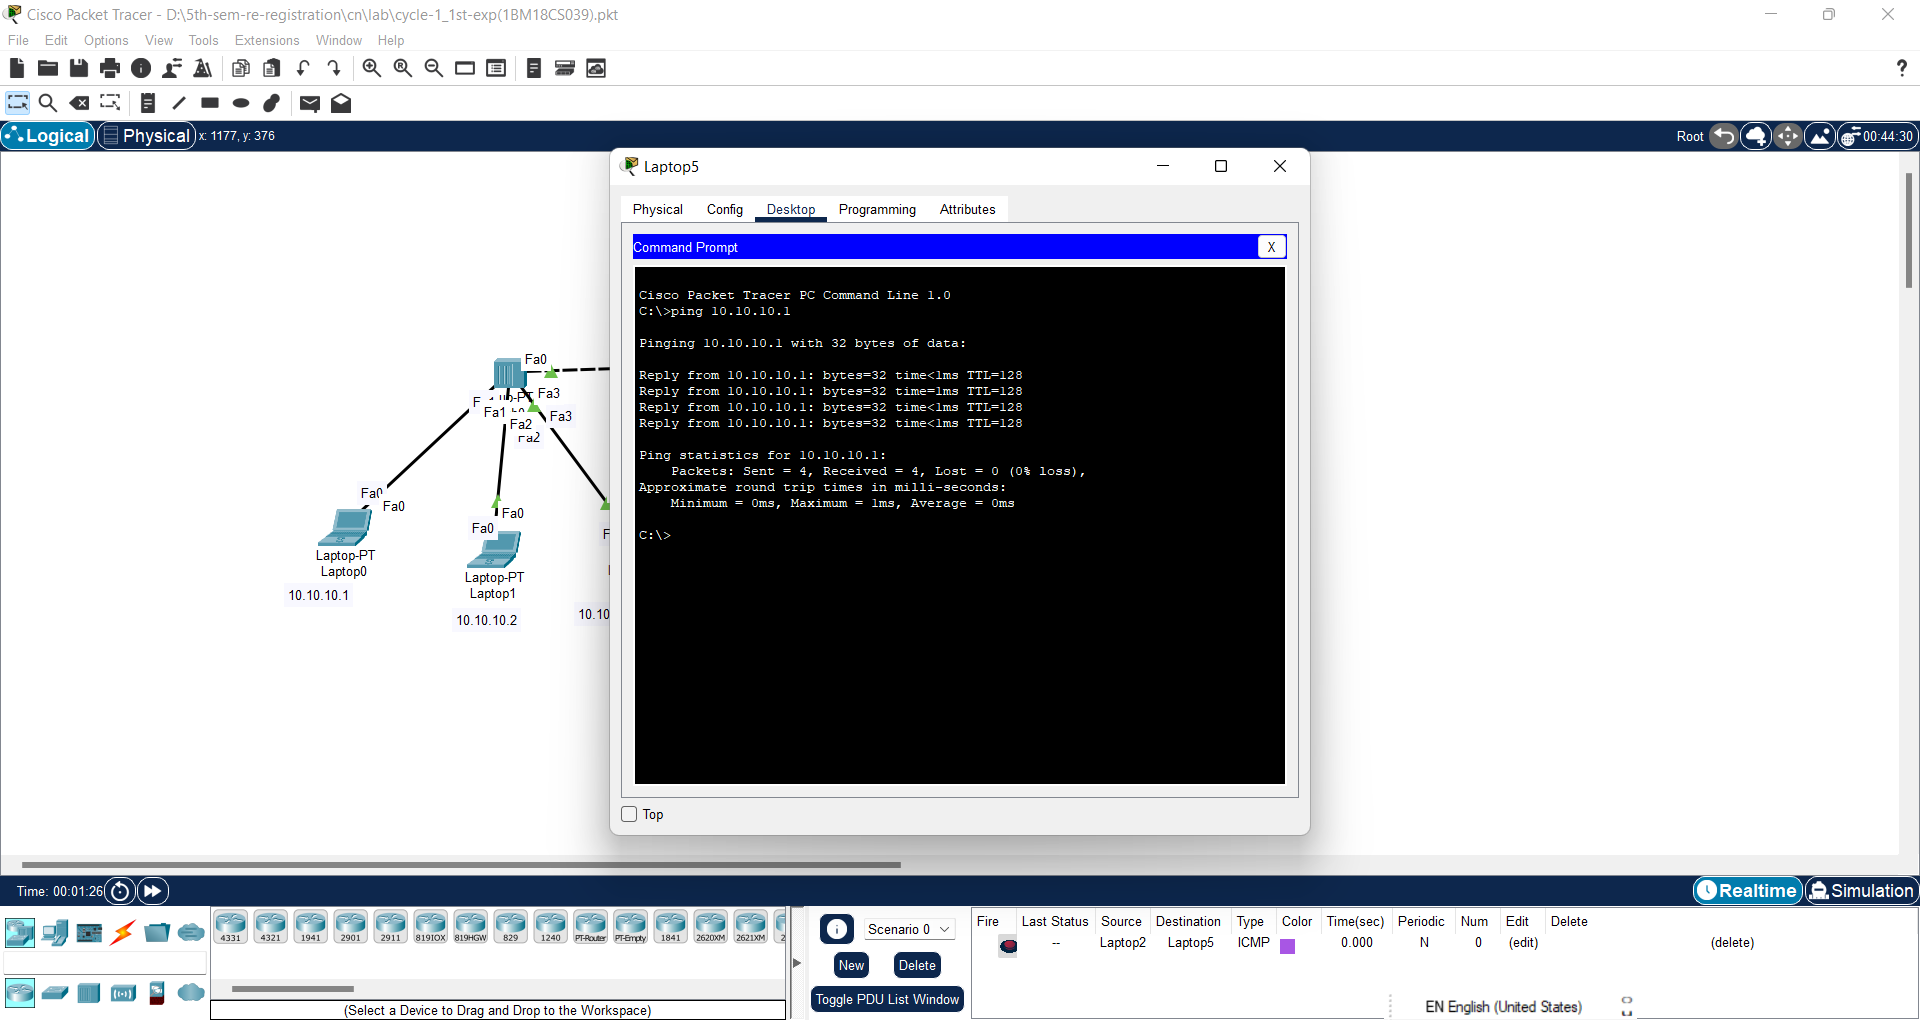 Cisco Packet Tracer - D:\5th-sem-re-registration\cn\lab\cycle-1_1st-exp(1BM18CS039).pkt
File Edit Options View Tools Extensions Window Help
?
Logical Physical x: 1177, y: 376
Root 00:44:30
Laptop5
Physical Config Desktop Programming Attributes
Command Prompt X
Cisco Packet Tracer PC Command Line 1.0
C:\>ping 10.10.10.1
Pinging 10.10.10.1 with 32 bytes of data:
Reply from 10.10.10.1: bytes=32 time<1ms TTL=128
Reply from 10.10.10.1: bytes=32 time=1ms TTL=128
Reply from 10.10.10.1: bytes=32 time<1ms TTL=128
Reply from 10.10.10.1: bytes=32 time<1ms TTL=128
Ping statistics for 10.10.10.1:
Packets: Sent = 4, Received = 4, Lost = 0 (0% loss),
Approximate round trip times in milli-seconds:
Minimum = 0ms, Maximum = 1ms, Average = 0ms
C:\>
Top
Fa0
Fa3
Fa1
Fa3
Fa2
Fa2
Fa0
Fa0
Laptop-PT
Laptop0
10.10.10.1
Fa0
Fa0
Laptop-PT
Laptop1
10.10.10.2
10.10
Time: 00:01:26
Realtime Simulation
4331 4321 1941 2901 2911 819IOX 819HGW 829 1240 PT-Router PT-Empty 1841 2620XM 2621XM
(Select a Device to Drag and Drop to the Workspace)
Scenario 0
New Delete
Toggle PDU List Window
Fire Last Status Source Destination Type Color Time(sec) Periodic Num Edit Delete
-- Laptop2 Laptop5 ICMP 0.000 N 0 (edit) (delete)
EN English (United States)